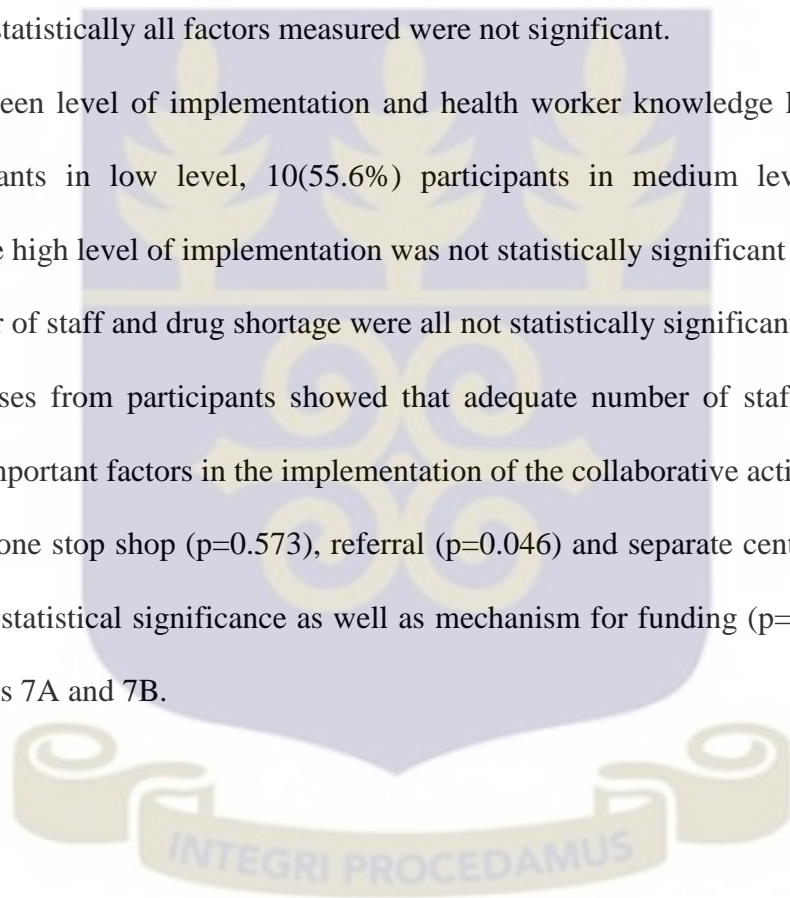 statistically all factors measured were not significant.
een level of implementation and health worker knowledge
ants in low level, 10(55.6%) participants in medium lev
e high level of implementation was not statistically significant
r of staff and drug shortage were all not statistically significant
ses from participants showed that adequate number of staf
mportant factors in the implementation of the collaborative acti
one stop shop (p=0.573), referral (p=0.046) and separate cent
statistical significance as well as mechanism for funding (p=
s 7A and 7B.
INTEGRI PROCEDAMUS